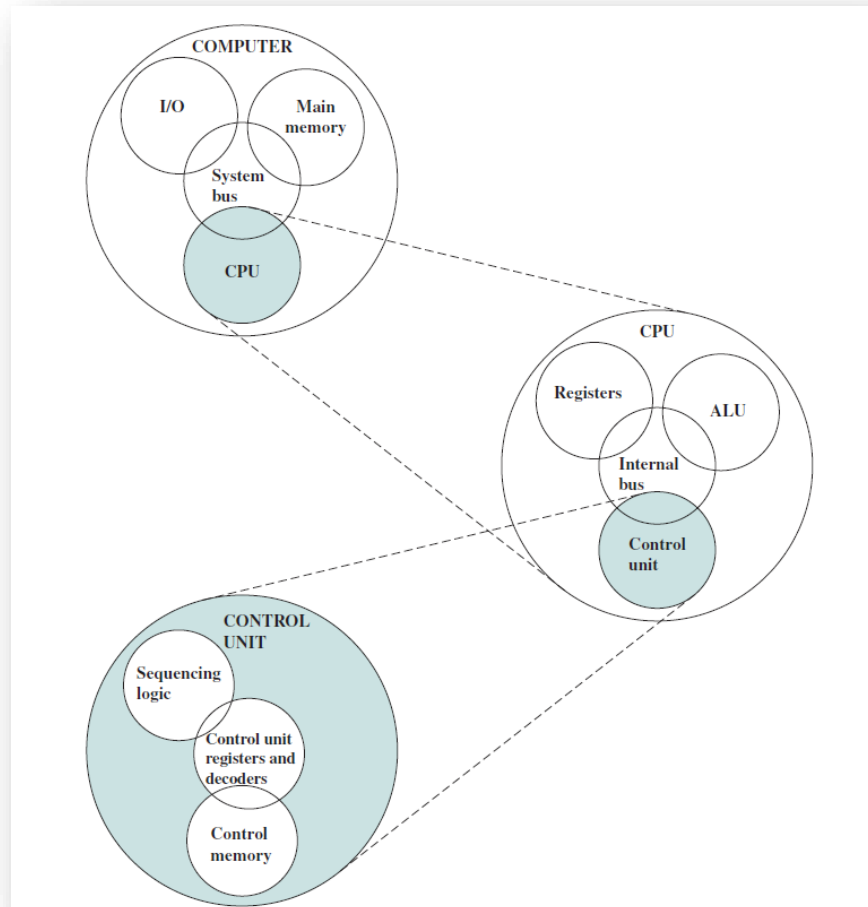 COMPUTER
I/O
Main
memory
System
bus
CPU
CPU
Registers
ALU
Internal
bus
Control
unit
CONTROL
UNIT
Sequencing
logic
Control unit
registers and
decoders
Control
memory